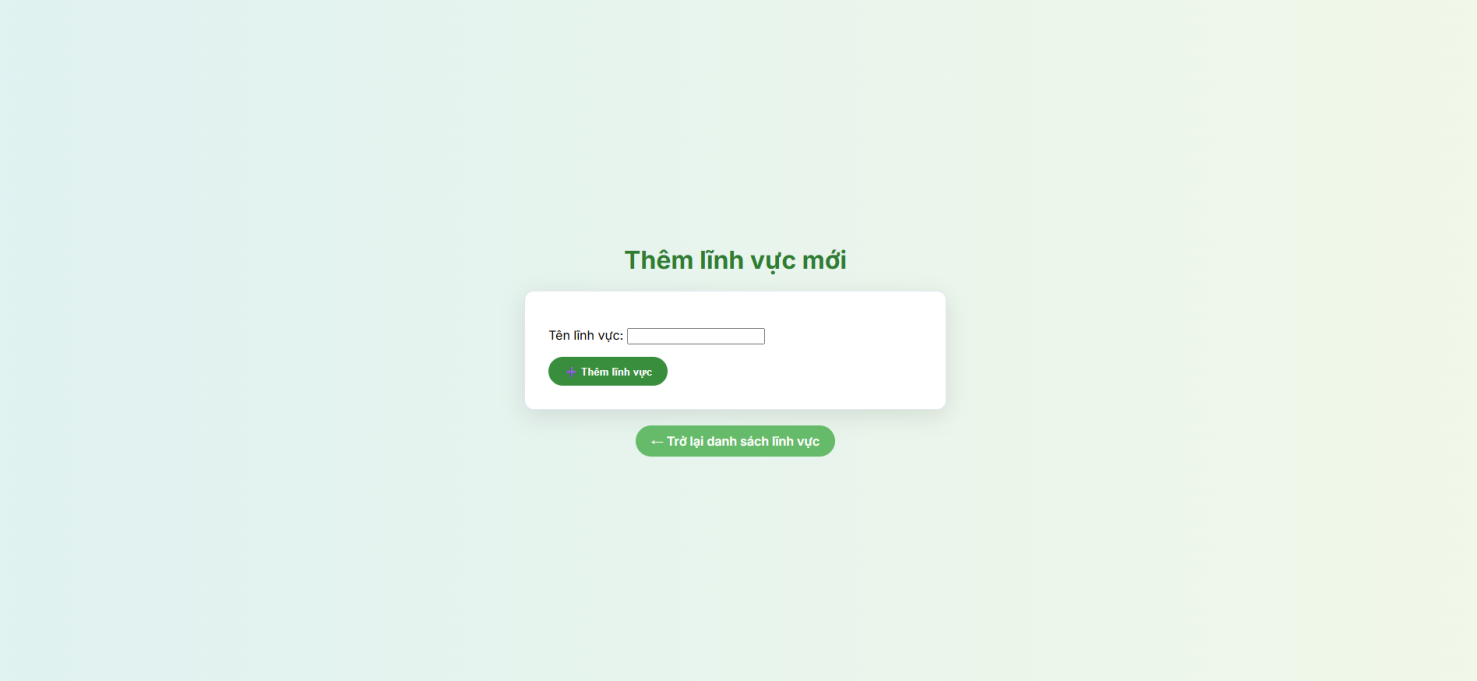 Thêm lĩnh vực mới
Tên lĩnh vực:
➕ Thêm lĩnh vực
← Trở lại danh sách lĩnh vực